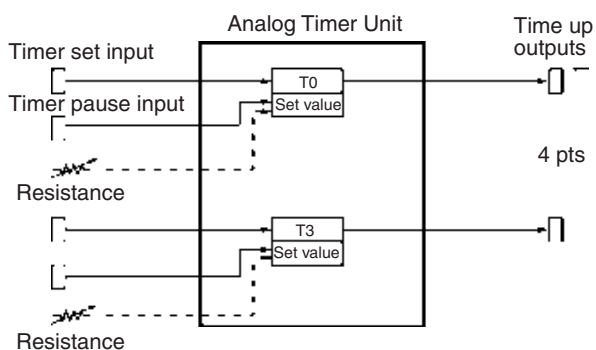 Analog Timer Unit
Time up
outputs
Timer set input
T0
Set value
Timer pause input
4 pts
Resistance
T3
Set value
Resistance